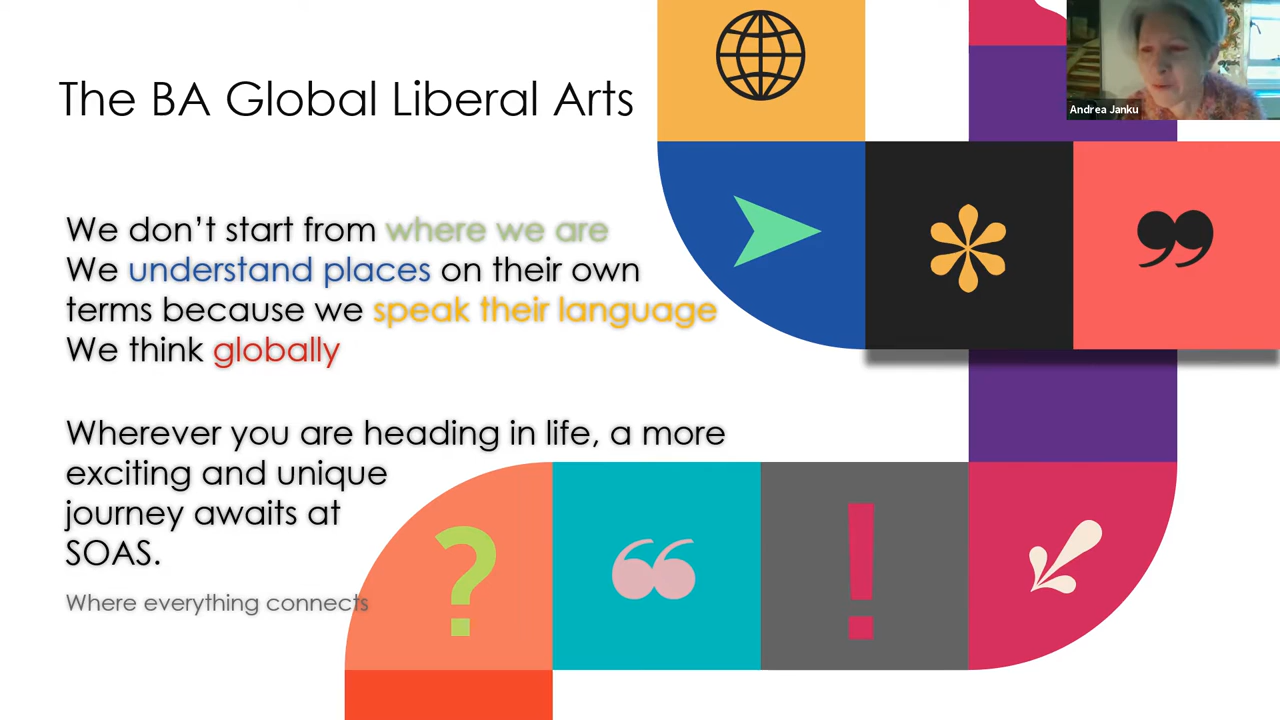 The BA Global Liberal Arts
Andrea Janku
We don’t start from where we are
We understand places on their own
terms because we speak their language
We think globally
Wherever you are heading in life, a more
exciting and unique
journey awaits at
SOAS.
Where everything connects